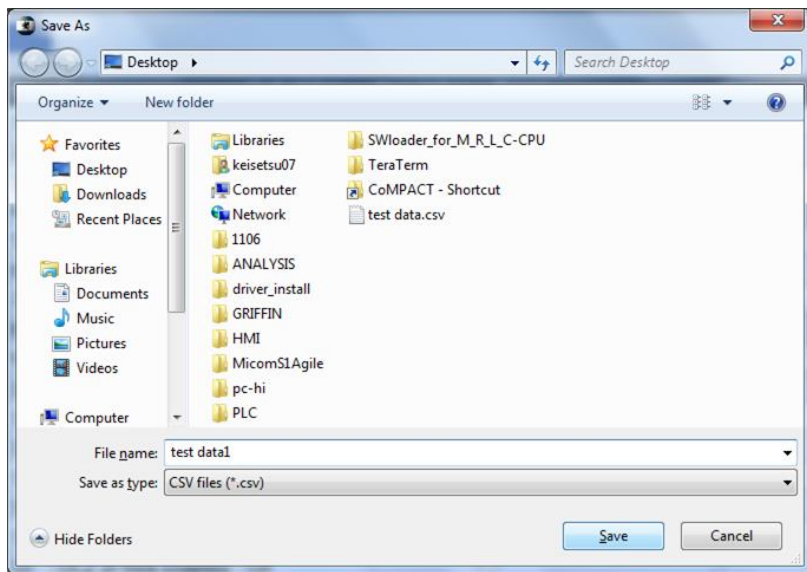 Save As
Desktop
Search Desktop
Organize
New folder
Favorites
Desktop
Downloads
Recent Places
Libraries
Documents
Music
Pictures
Videos
Computer
Libraries
keisetsu07
Computer
Network
1106
ANALYSIS
driver_install
GRIFFIN
HMI
MicomS1Agile
pc-hi
PLC
SWloader_for_M_R_L_C-CPU
TeraTerm
CoMPACT - Shortcut
test data.csv
File name: test data1
Save as type: CSV files (*.csv)
Hide Folders
Save
Cancel